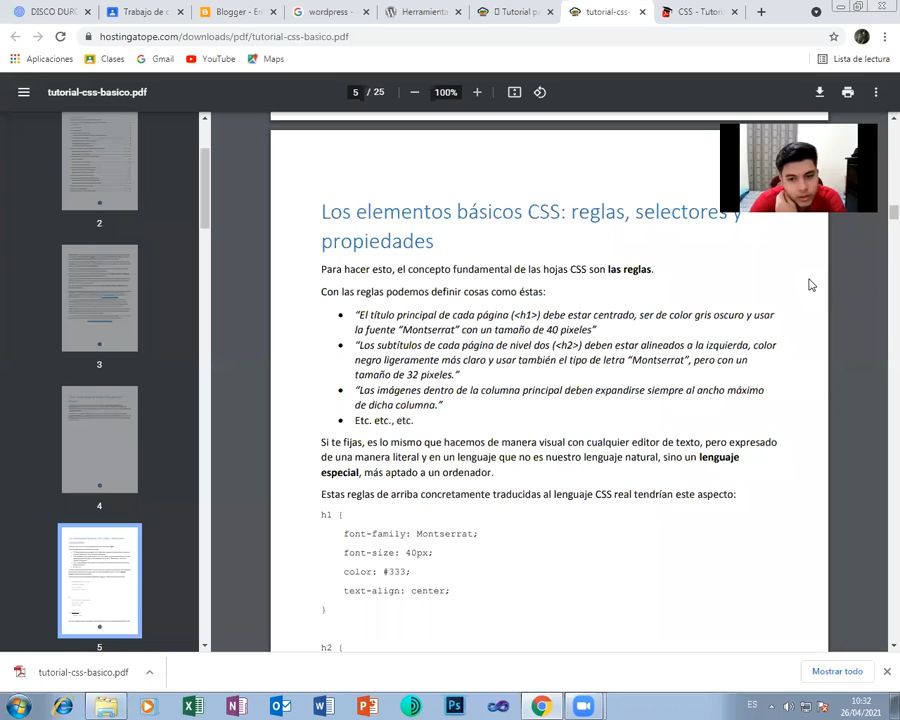 DISCO DURO
Trabajo de c
Blogger - En
wordpress -
Herramienta
Tutorial p
tutorial-css-
CSS - Tutori
hostingatope.com/downloads/pdf/tutorial-css-basico.pdf
Aplicaciones
Clases
Gmail
YouTube
Maps
Lista de lectura
tutorial-css-basico.pdf
5 / 25
100%
2
3
4
5
Los elementos básicos CSS: reglas, selectores y
propiedades
Para hacer esto, el concepto fundamental de las hojas CSS son las reglas.
Con las reglas podemos definir cosas como éstas:
• “El título principal de cada página (<h1>) debe estar centrado, ser de color gris oscuro y usar
la fuente “Montserrat” con un tamaño de 40 pixeles”
• “Los subtítulos de cada página de nivel dos (<h2>) deben estar alineados a la izquierda, color
negro ligeramente más claro y usar también el tipo de letra “Montserrat”, pero con un
tamaño de 32 pixeles.”
• “Las imágenes dentro de la columna principal deben expandirse siempre al ancho máximo
de dicha columna.”
• Etc. etc., etc.
Si te fijas, es lo mismo que hacemos de manera visual con cualquier editor de texto, pero expresado
de una manera literal y en un lenguaje que no es nuestro lenguaje natural, sino un lenguaje
especial, más aptado a un ordenador.
Estas reglas de arriba concretamente traducidas al lenguaje CSS real tendrían este aspecto:
h1 {
font-family: Montserrat;
font-size: 40px;
color: #333;
text-align: center;
}
h2 {
tutorial-css-basico.pdf
Mostrar todo
ES
10:32
26/04/2021